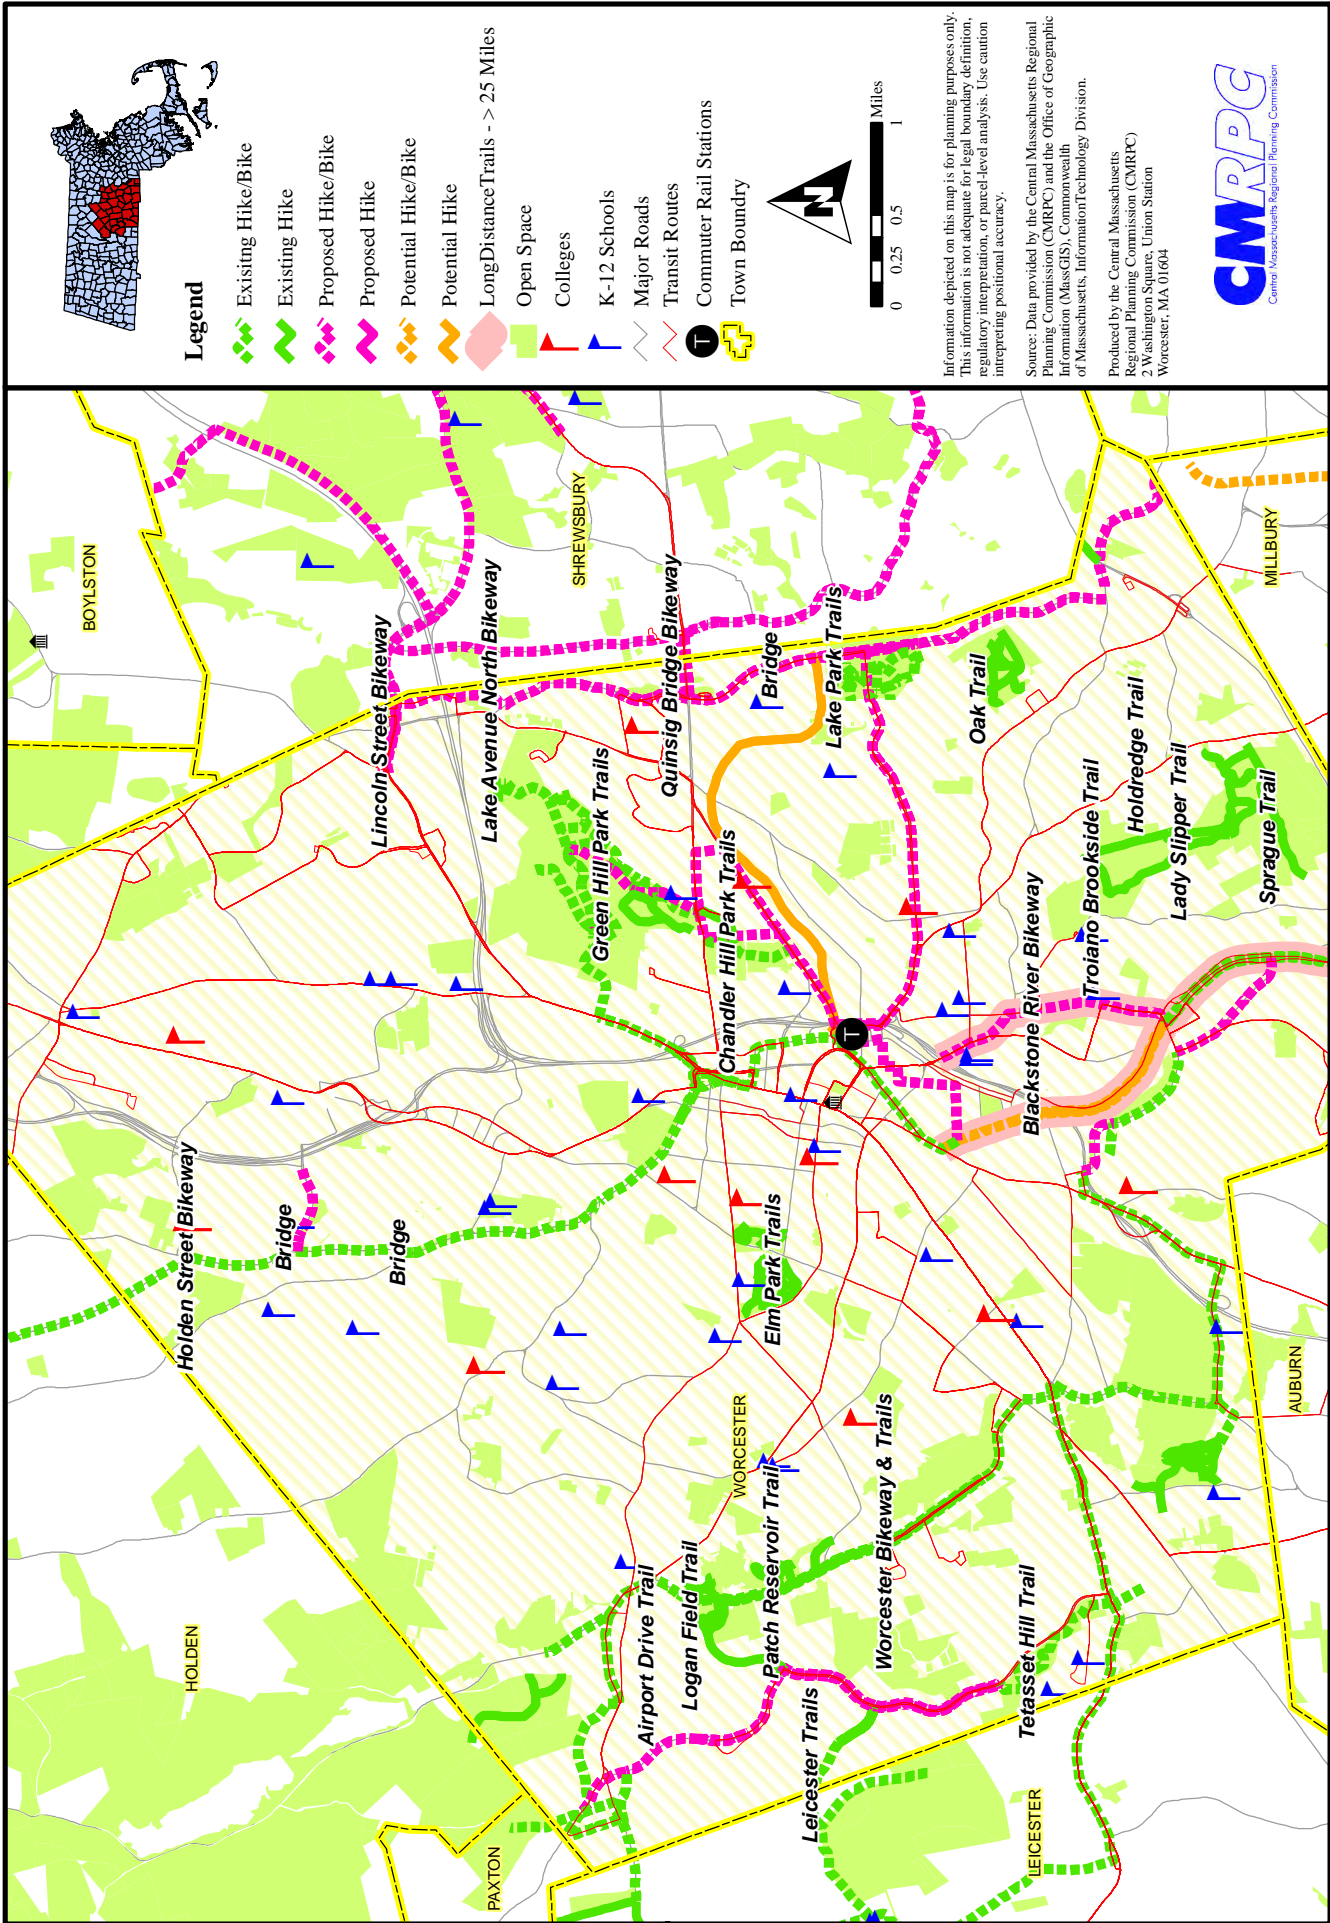 Legend
Exisitng Hike/Bike
Existing Hike
Proposed Hike/Bike
Proposed Hike
Potential Hike/Bike
Potential Hike
LongDistanceTrails - > 25 Miles
Open Space
Colleges
K-12 Schools
Major Roads
Transit Routes
T
Commuter Rail Stations
Town Boundry
N
0 0.25 0.5 1
Miles
Information depicted on this map is for planning purposes only.
This information is not adequate for legal boundary definition,
regulatory interpretation, or parcel-level analysis. Use caution
intrepreting positional accuracy.
Source: Data provided by the Central Massachusetts Regional
Planning Commission (CMRPC) and the Office of Geographic
Information (MassGIS), Commonwealth
of Massachusetts, InformationTechnology Division.
Produced by the Central Massachusetts
Regional Planning Commission (CMRPC)
2 Washington Square, Union Station
Worcester, MA 01604
CMRPC
Central Massachusetts Regional Planning Commission
BOYLSTON
SHREWSBURY
MILLBURY
HOLDEN
WORCESTER
PAXTON
LEICESTER
AUBURN
Lincoln Street Bikeway
Lake Avenue North Bikeway
Green Hill Park Trails
Quinsig Bridge Bikeway
Bridge
Lake Park Trails
Oak Trail
Holdredge Trail
Lady Slipper Trail
Sprague Trail
Troiano Brookside Trail
Blackstone River Bikeway
Chandler Hill Park Trails
T
Holden Street Bikeway
Bridge
Bridge
Elm Park Trails
Worcester Bikeway & Trails
Patch Reservoir Trail
Logan Field Trail
Airport Drive Trail
Leicester Trails
Tetasset Hill Trail